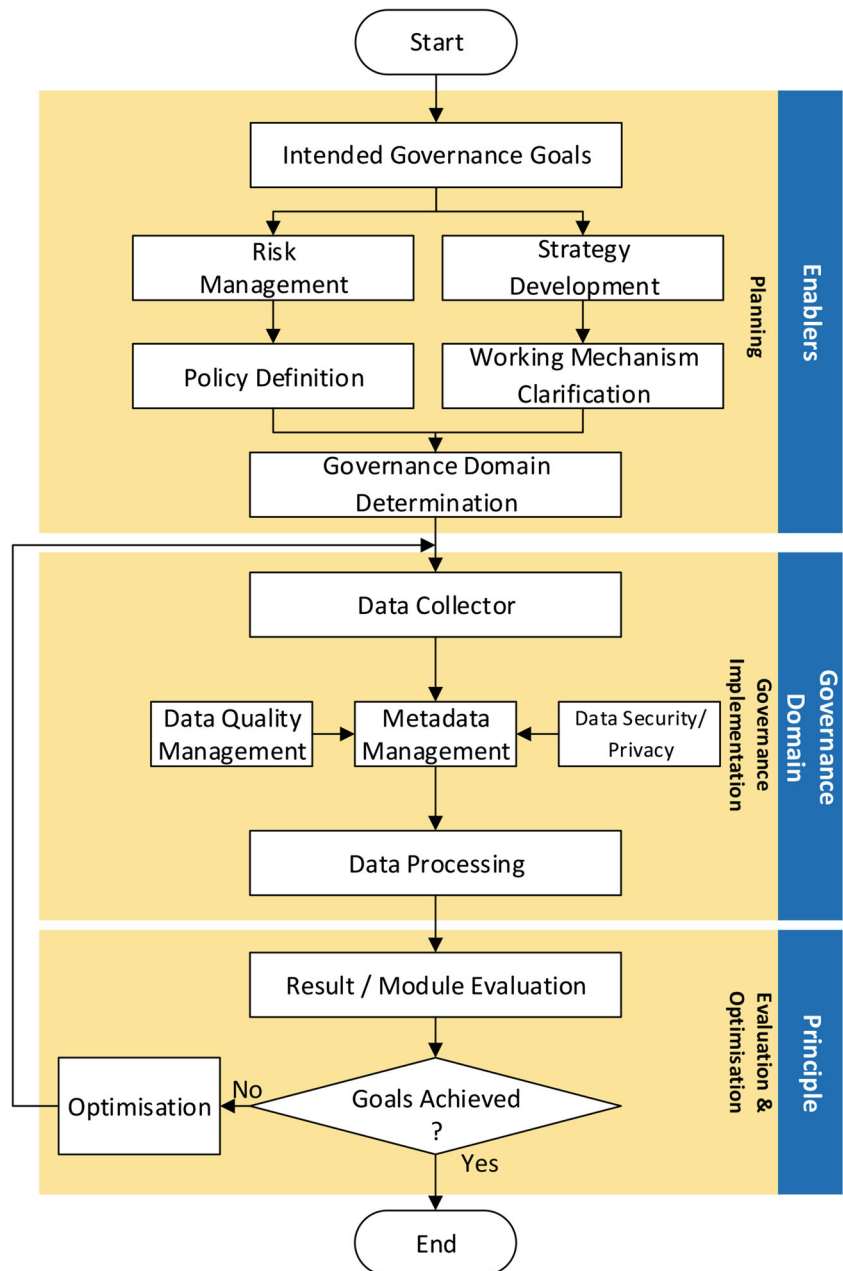 Start
Intended Governance Goals
Risk
Management
Strategy
Development
Policy Definition
Working Mechanism
Clarification
Governance Domain
Determination
Planning
Enablers
Data Collector
Data Quality
Management
Metadata
Management
Data Security/
Privacy
Data Processing
Governance
Implementation
Governance
Domain
Result / Module Evaluation
Goals Achieved
?
No
Optimisation
Yes
Evaluation &
Optimisation
Principle
End